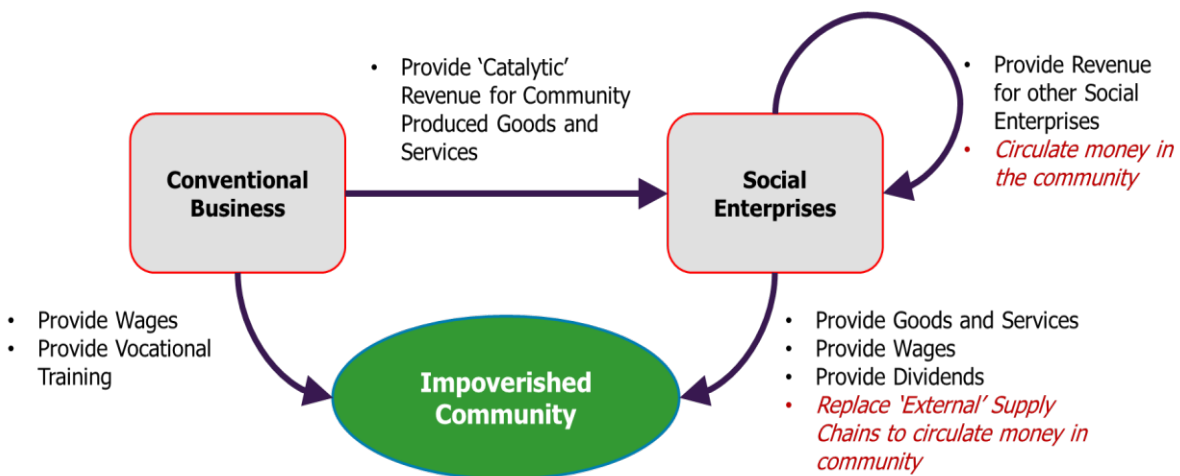 • Provide ‘Catalytic’
Revenue for Community
Produced Goods and
Services
• Provide Revenue
for other Social
Enterprises
• Circulate money in
the community
Conventional
Business
Social
Enterprises
• Provide Wages
• Provide Vocational
Training
Impoverished
Community
• Provide Goods and Services
• Provide Wages
• Provide Dividends
• Replace ‘External’ Supply
Chains to circulate money in
community